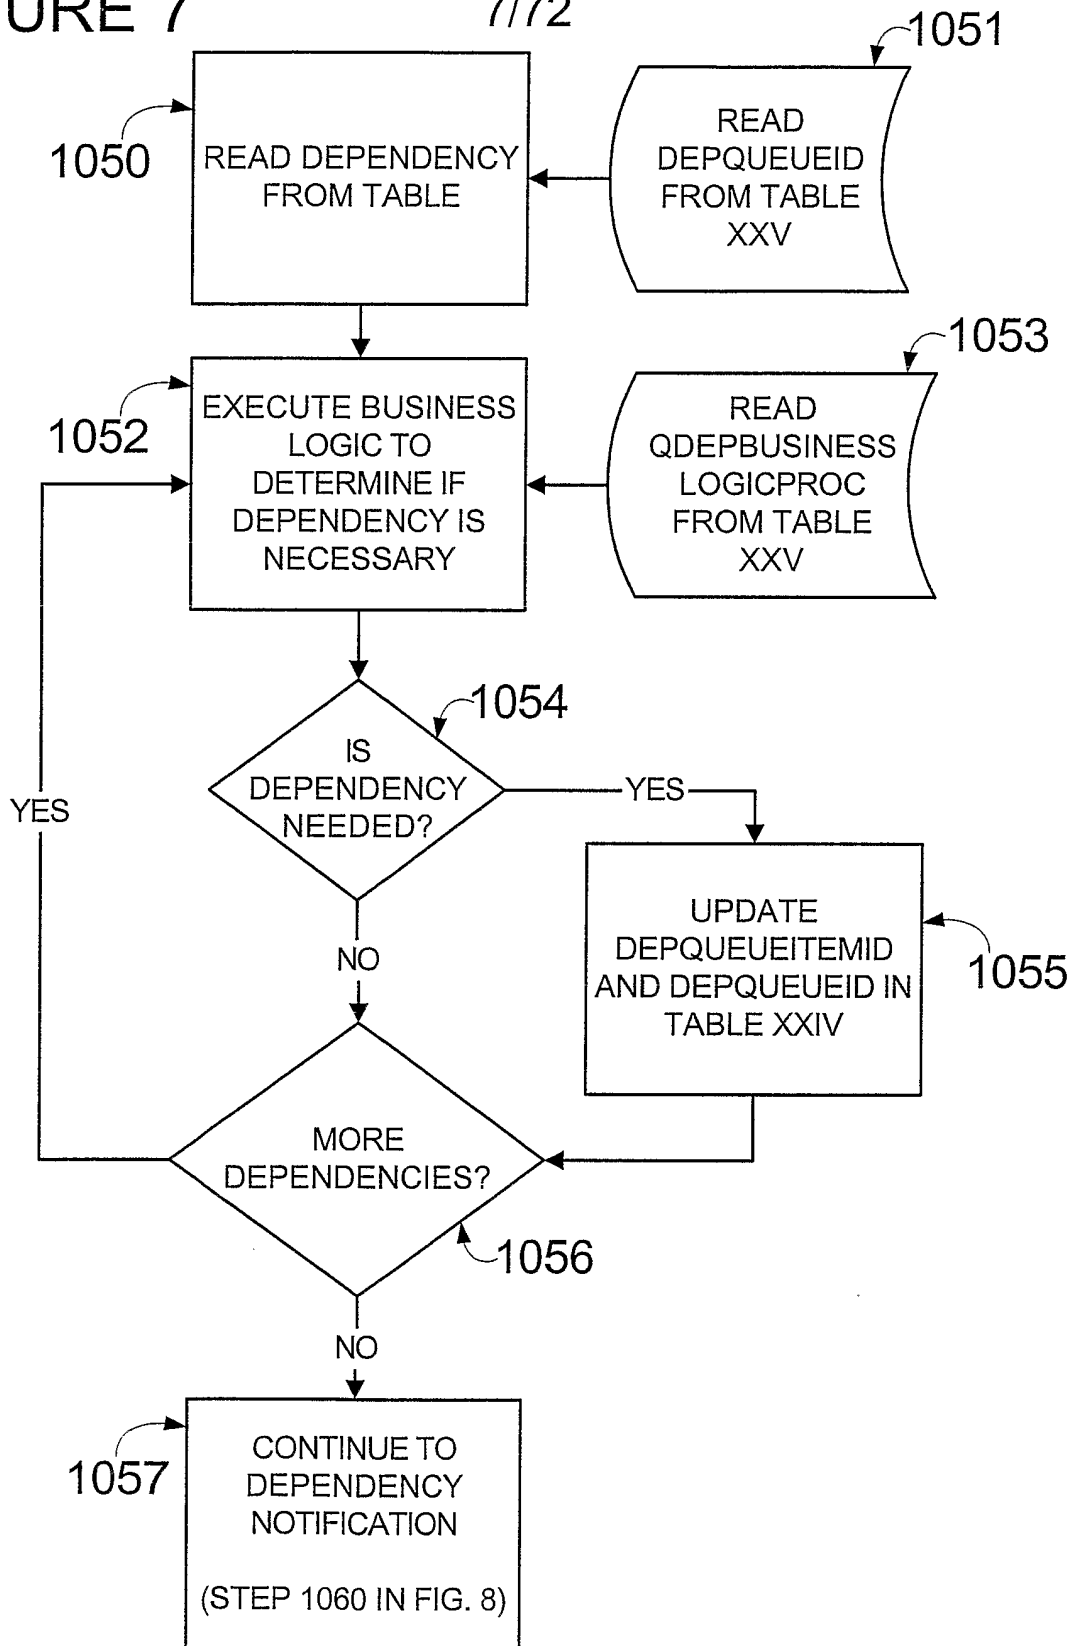 URE 7
7/72
1051
1050
READ DEPENDENCY
FROM TABLE
READ
DEPQUEUEID
FROM TABLE
XXV
1053
1052
EXECUTE BUSINESS
LOGIC TO
DETERMINE IF
DEPENDENCY IS
NECESSARY
READ
QDEPBUSINESS
LOGICPROC
FROM TABLE
XXV
1054
IS
DEPENDENCY
NEEDED?
YES
YES
NO
UPDATE
DEPQUEUEITEMID
AND DEPQUEUEID IN
TABLE XXIV
1055
MORE
DEPENDENCIES?
1056
NO
1057
CONTINUE TO
DEPENDENCY
NOTIFICATION
(STEP 1060 IN FIG. 8)